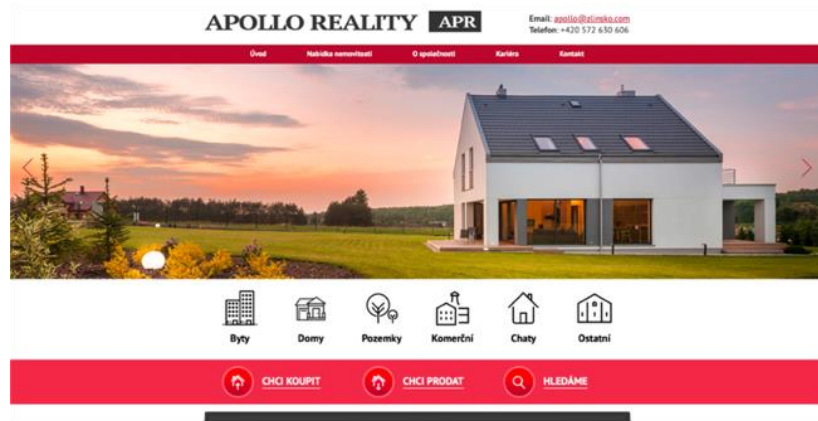 APOLLO REALITY APR
Email: apollo@zlinsko.com
Telefon: +420 572 630 606
Úvod Nabídka nemovitostí O společnosti Kariéra Kontakt
Byty Domy Pozemky Komerční Chaty Ostatní
CHCI KOUPIT CHCI PRODAT HLEDÁME